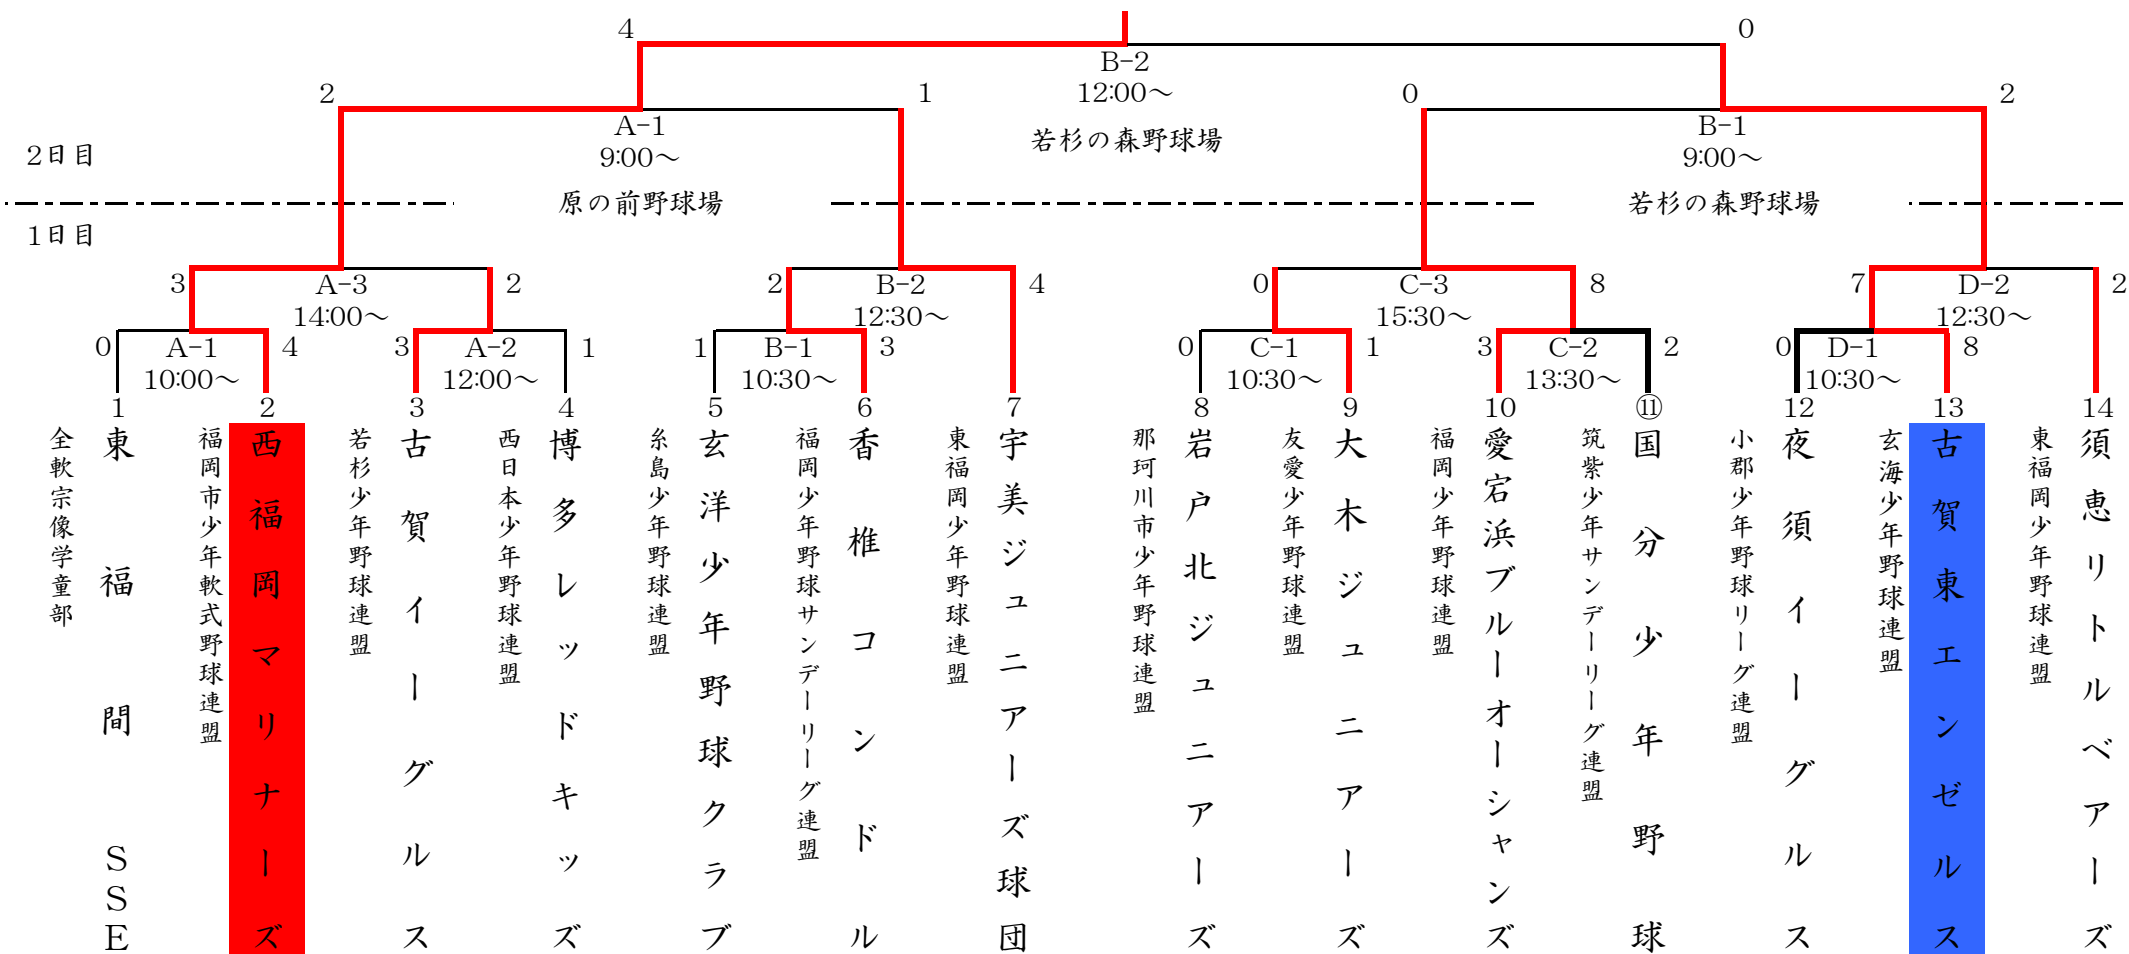 4
0
B-2
12:00～
若杉の森野球場
2
1
A-1
9:00～
原の前野球場
0
2
B-1
9:00～
若杉の森野球場
2日目
1日目
3
2
A-3
14:00～
2
4
B-2
12:30～
0
8
C-3
15:30～
7
2
D-2
12:30～
0
4
A-1
10:00～
3
1
A-2
12:00～
1
3
B-1
10:30～
0
1
C-1
10:30～
3
2
C-2
13:30～
0
8
D-1
10:30～
1
東福間SSE
全軟宗像学童部
2
西福岡マリナーズ
福岡市少年軟式野球連盟
3
古賀イーグルス
若杉少年野球連盟
4
博多レッドキッズ
西日本少年野球連盟
5
玄洋少年野球クラブ
糸島少年野球連盟
6
香椎コンドル
福岡少年野球サンデーリーグ連盟
7
宇美ジュニアーズ球団
東福岡少年野球連盟
8
岩戸北ジュニアーズ
那珂川市少年野球連盟
9
大木ジュニアーズ
友愛少年野球連盟
10
愛宕浜ブルーオーシャンズ
福岡少年野球連盟
⑪
国分少年野球
筑紫少年サンデーリーグ連盟
12
夜須イーグルス
小郡少年野球リーグ連盟
13
古賀東エンゼルス
玄海少年野球連盟
14
須恵リトルベアーズ
東福岡少年野球連盟